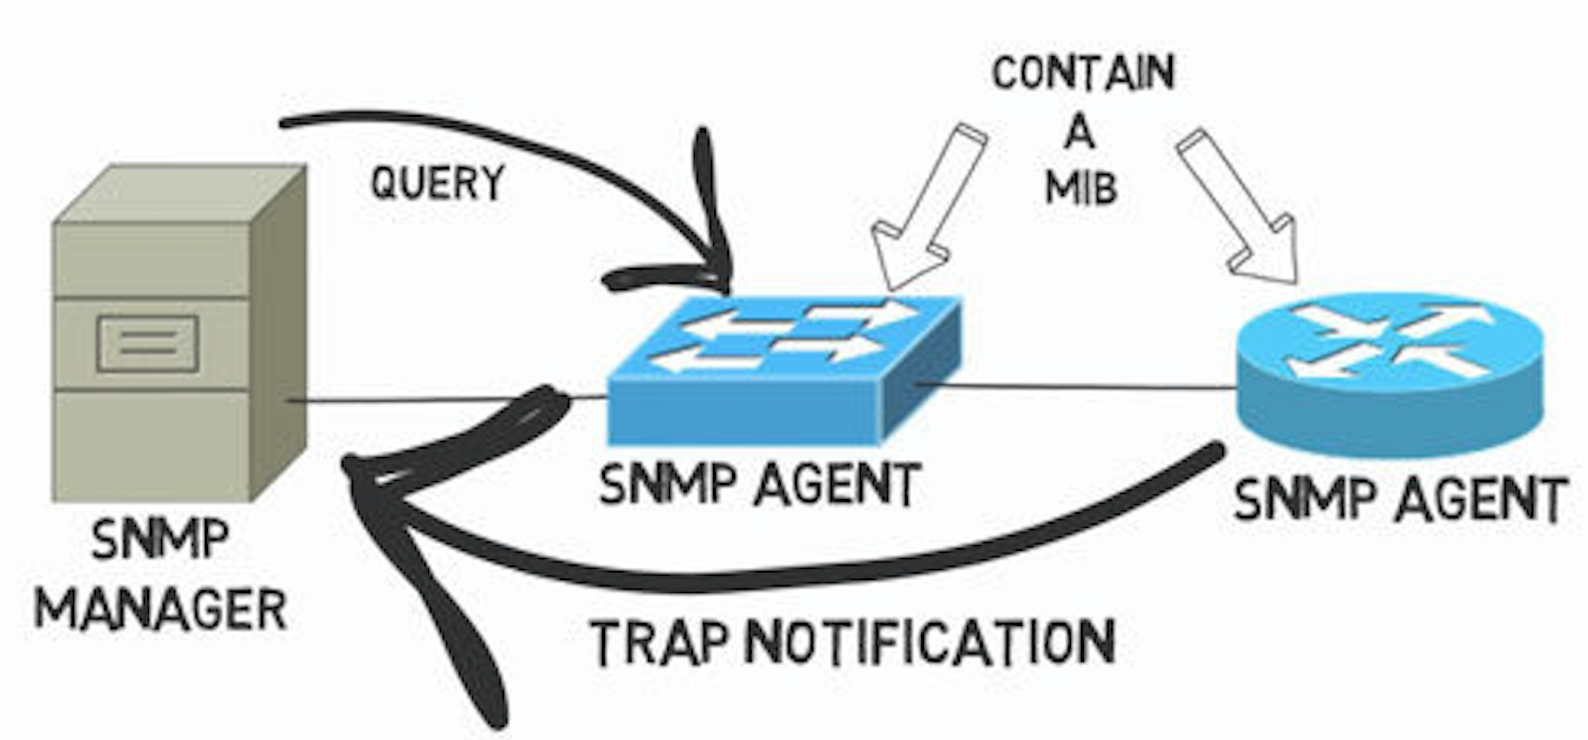 CONTAIN
A
MIB
QUERY
SNMP AGENT
SNMP AGENT
SNMP
MANAGER
TRAP NOTIFICATION